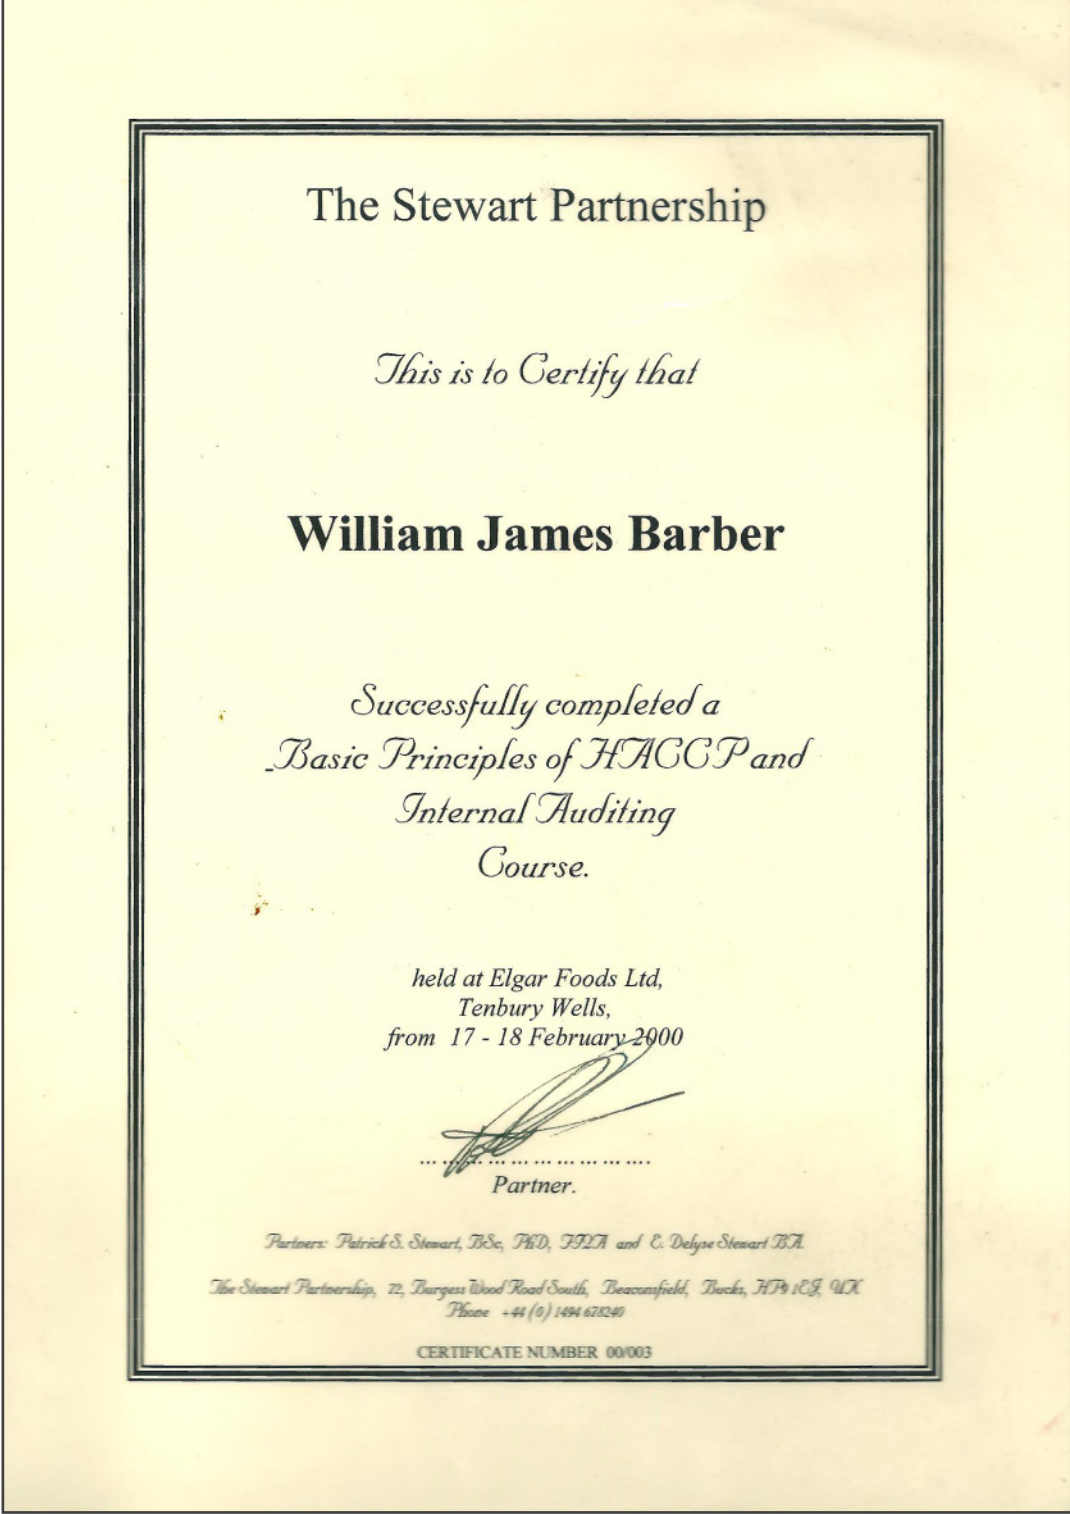 The Stewart Partnership
This is to Certify that
William James Barber
Successfully completed a
Basic Principles of HACCP and
Internal Auditing
Course.
held at Elgar Foods Ltd,
Tenbury Wells,
from 17 - 18 February 2000
Partner.
Partners: Patrick S. Stewart, BSc, PhD, FIQA and E. Delyse Stewart BA
The Stewart Partnership, 72, Burgess Wood Road South, Beaconsfield, Bucks, HP9 1EJ, UK
Phone +44 (0) 1494 678240
CERTIFICATE NUMBER 00/003